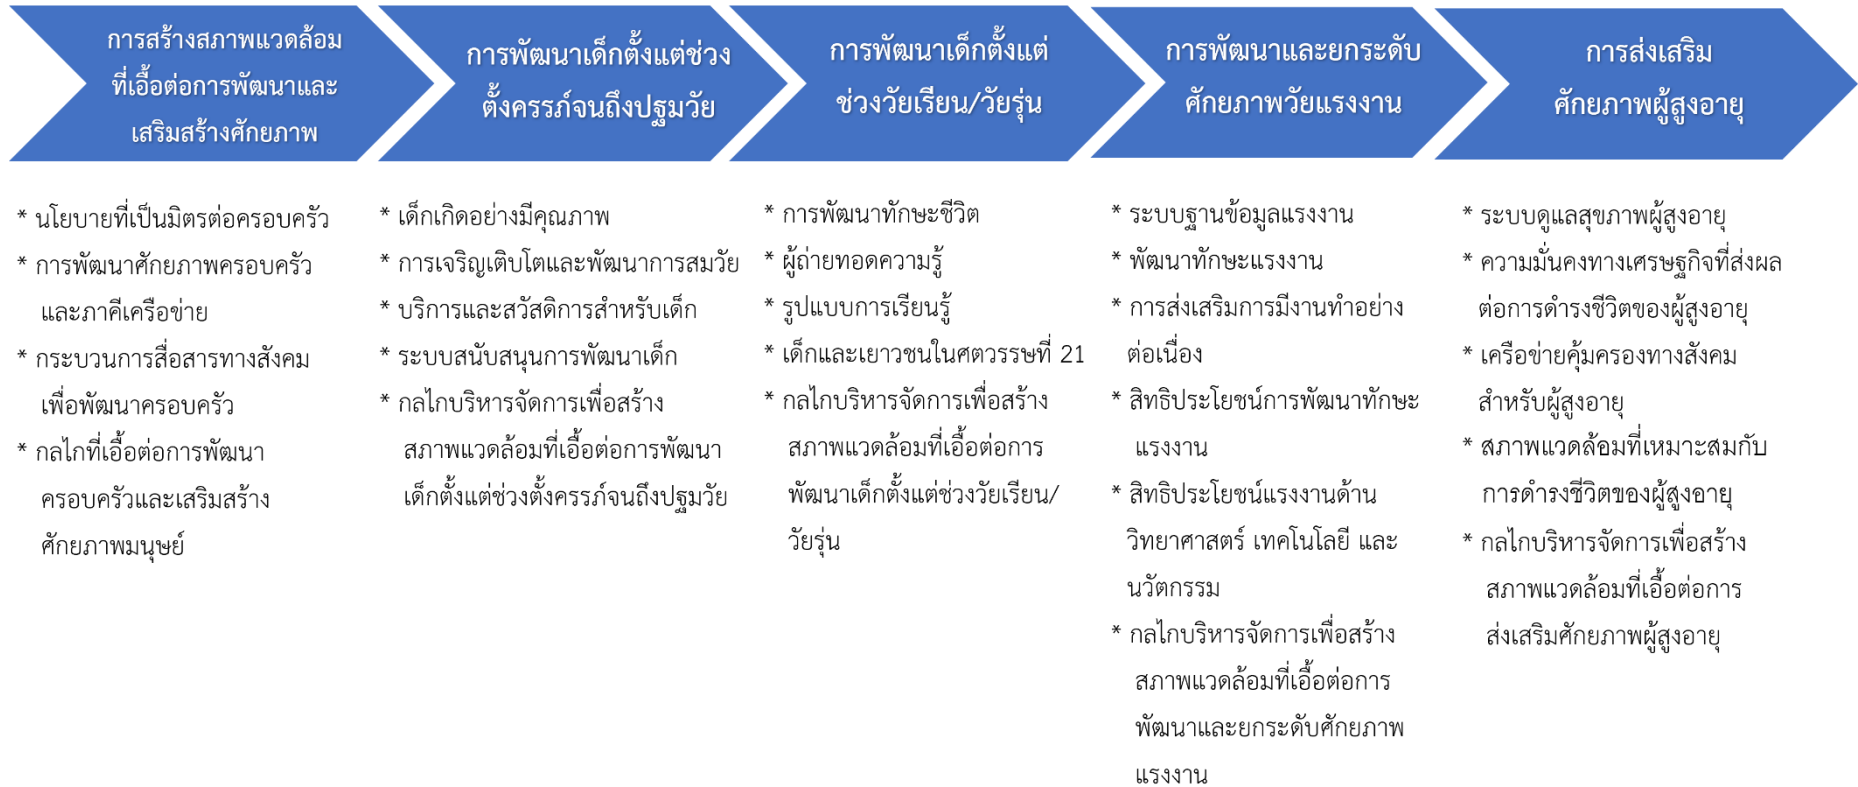 การสร้างสภาพแวดล้อม
ที่เอื้อต่อการพัฒนาและ
เสริมสร้างศักยภาพ
การพัฒนาเด็กตั้งแต่ช่วง
ตั้งครรภ์จนถึงปฐมวัย
การพัฒนาเด็กตั้งแต่
ช่วงวัยเรียน/วัยรุ่น
การพัฒนาและยกระดับ
ศักยภาพวัยแรงงาน
การส่งเสริม
ศักยภาพผู้สูงอายุ
* นโยบายที่เป็นมิตรต่อครอบครัว
* การพัฒนาศักยภาพครอบครัว
และภาคีเครือข่าย
* กระบวนการสื่อสารทางสังคม
เพื่อพัฒนาครอบครัว
* กลไกที่เอื้อต่อการพัฒนา
ครอบครัวและเสริมสร้าง
ศักยภาพมนุษย์
* เด็กเกิดอย่างมีคุณภาพ
* การเจริญเติบโตและพัฒนาการสมวัย
* บริการและสวัสดิการสำหรับเด็ก
* ระบบสนับสนุนการพัฒนาเด็ก
* กลไกบริหารจัดการเพื่อสร้าง
สภาพแวดล้อมที่เอื้อต่อการพัฒนา
เด็กตั้งแต่ช่วงตั้งครรภ์จนถึงปฐมวัย
* การพัฒนาทักษะชีวิต
* ผู้ถ่ายทอดความรู้
* รูปแบบการเรียนรู้
* เด็กและเยาวชนในศตวรรษที่ 21
* กลไกบริหารจัดการเพื่อสร้าง
สภาพแวดล้อมที่เอื้อต่อการ
พัฒนาเด็กตั้งแต่ช่วงวัยเรียน/
วัยรุ่น
* ระบบฐานข้อมูลแรงงาน
* พัฒนาทักษะแรงงาน
* การส่งเสริมการมีงานทำอย่าง
ต่อเนื่อง
* สิทธิประโยชน์การพัฒนาทักษะ
แรงงาน
* สิทธิประโยชน์แรงงานด้าน
วิทยาศาสตร์ เทคโนโลยี และ
นวัตกรรม
* กลไกบริหารจัดการเพื่อสร้าง
สภาพแวดล้อมที่เอื้อต่อการ
พัฒนาและยกระดับศักยภาพ
แรงงาน
* ระบบดูแลสุขภาพผู้สูงอายุ
* ความมั่นคงทางเศรษฐกิจที่ส่งผล
ต่อการดำรงชีวิตของผู้สูงอายุ
* เครือข่ายคุ้มครองทางสังคม
สำหรับผู้สูงอายุ
* สภาพแวดล้อมที่เหมาะสมกับ
การดำรงชีวิตของผู้สูงอายุ
* กลไกบริหารจัดการเพื่อสร้าง
สภาพแวดล้อมที่เอื้อต่อการ
ส่งเสริมศักยภาพผู้สูงอายุ